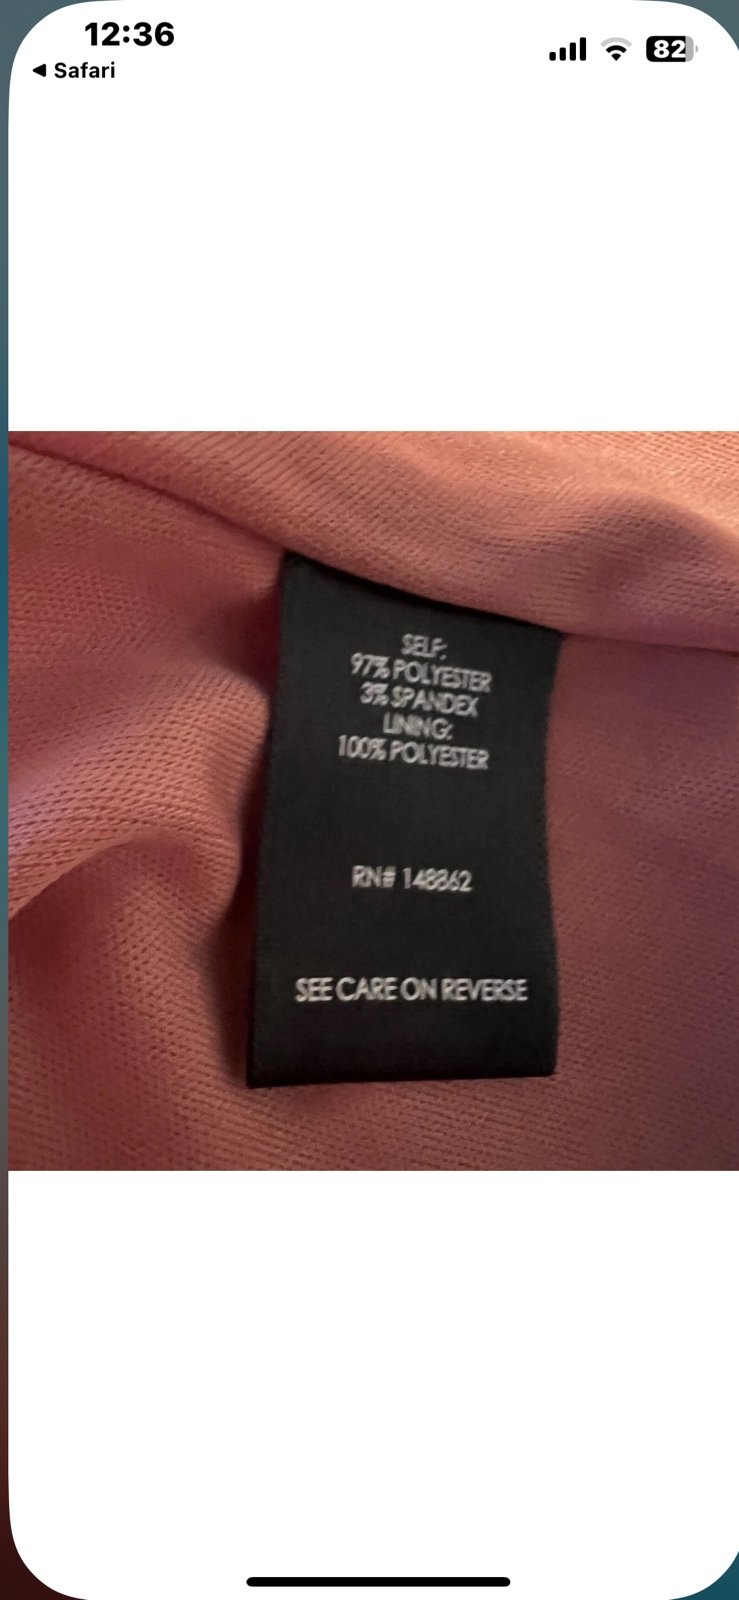 12:36
Safari
82
SELF:
97% POLYESTER
3% SPANDEX
LINING:
100% POLYESTER
RN# 148862
SEE CARE ON REVERSE